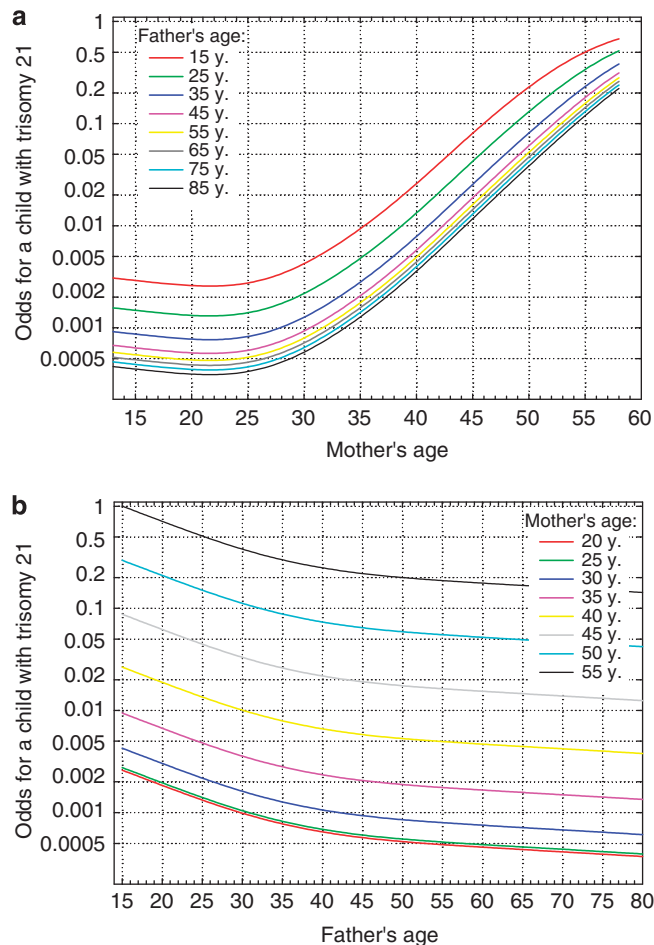 a
Odds for a child with trisomy 21
1
0.5
0.2
0.1
0.05
0.02
0.01
0.005
0.002
0.001
0.0005
Father's age:
15 y.
25 y.
35 y.
45 y.
55 y.
65 y.
75 y.
85 y.
15 20 25 30 35 40 45 50 55 60
Mother's age
b
Odds for a child with trisomy 21
1
0.5
0.2
0.1
0.05
0.02
0.01
0.005
0.002
0.001
0.0005
Mother's age:
20 y.
25 y.
30 y.
35 y.
40 y.
45 y.
50 y.
55 y.
15 20 25 30 35 40 45 50 55 60 65 70 75 80
Father's age